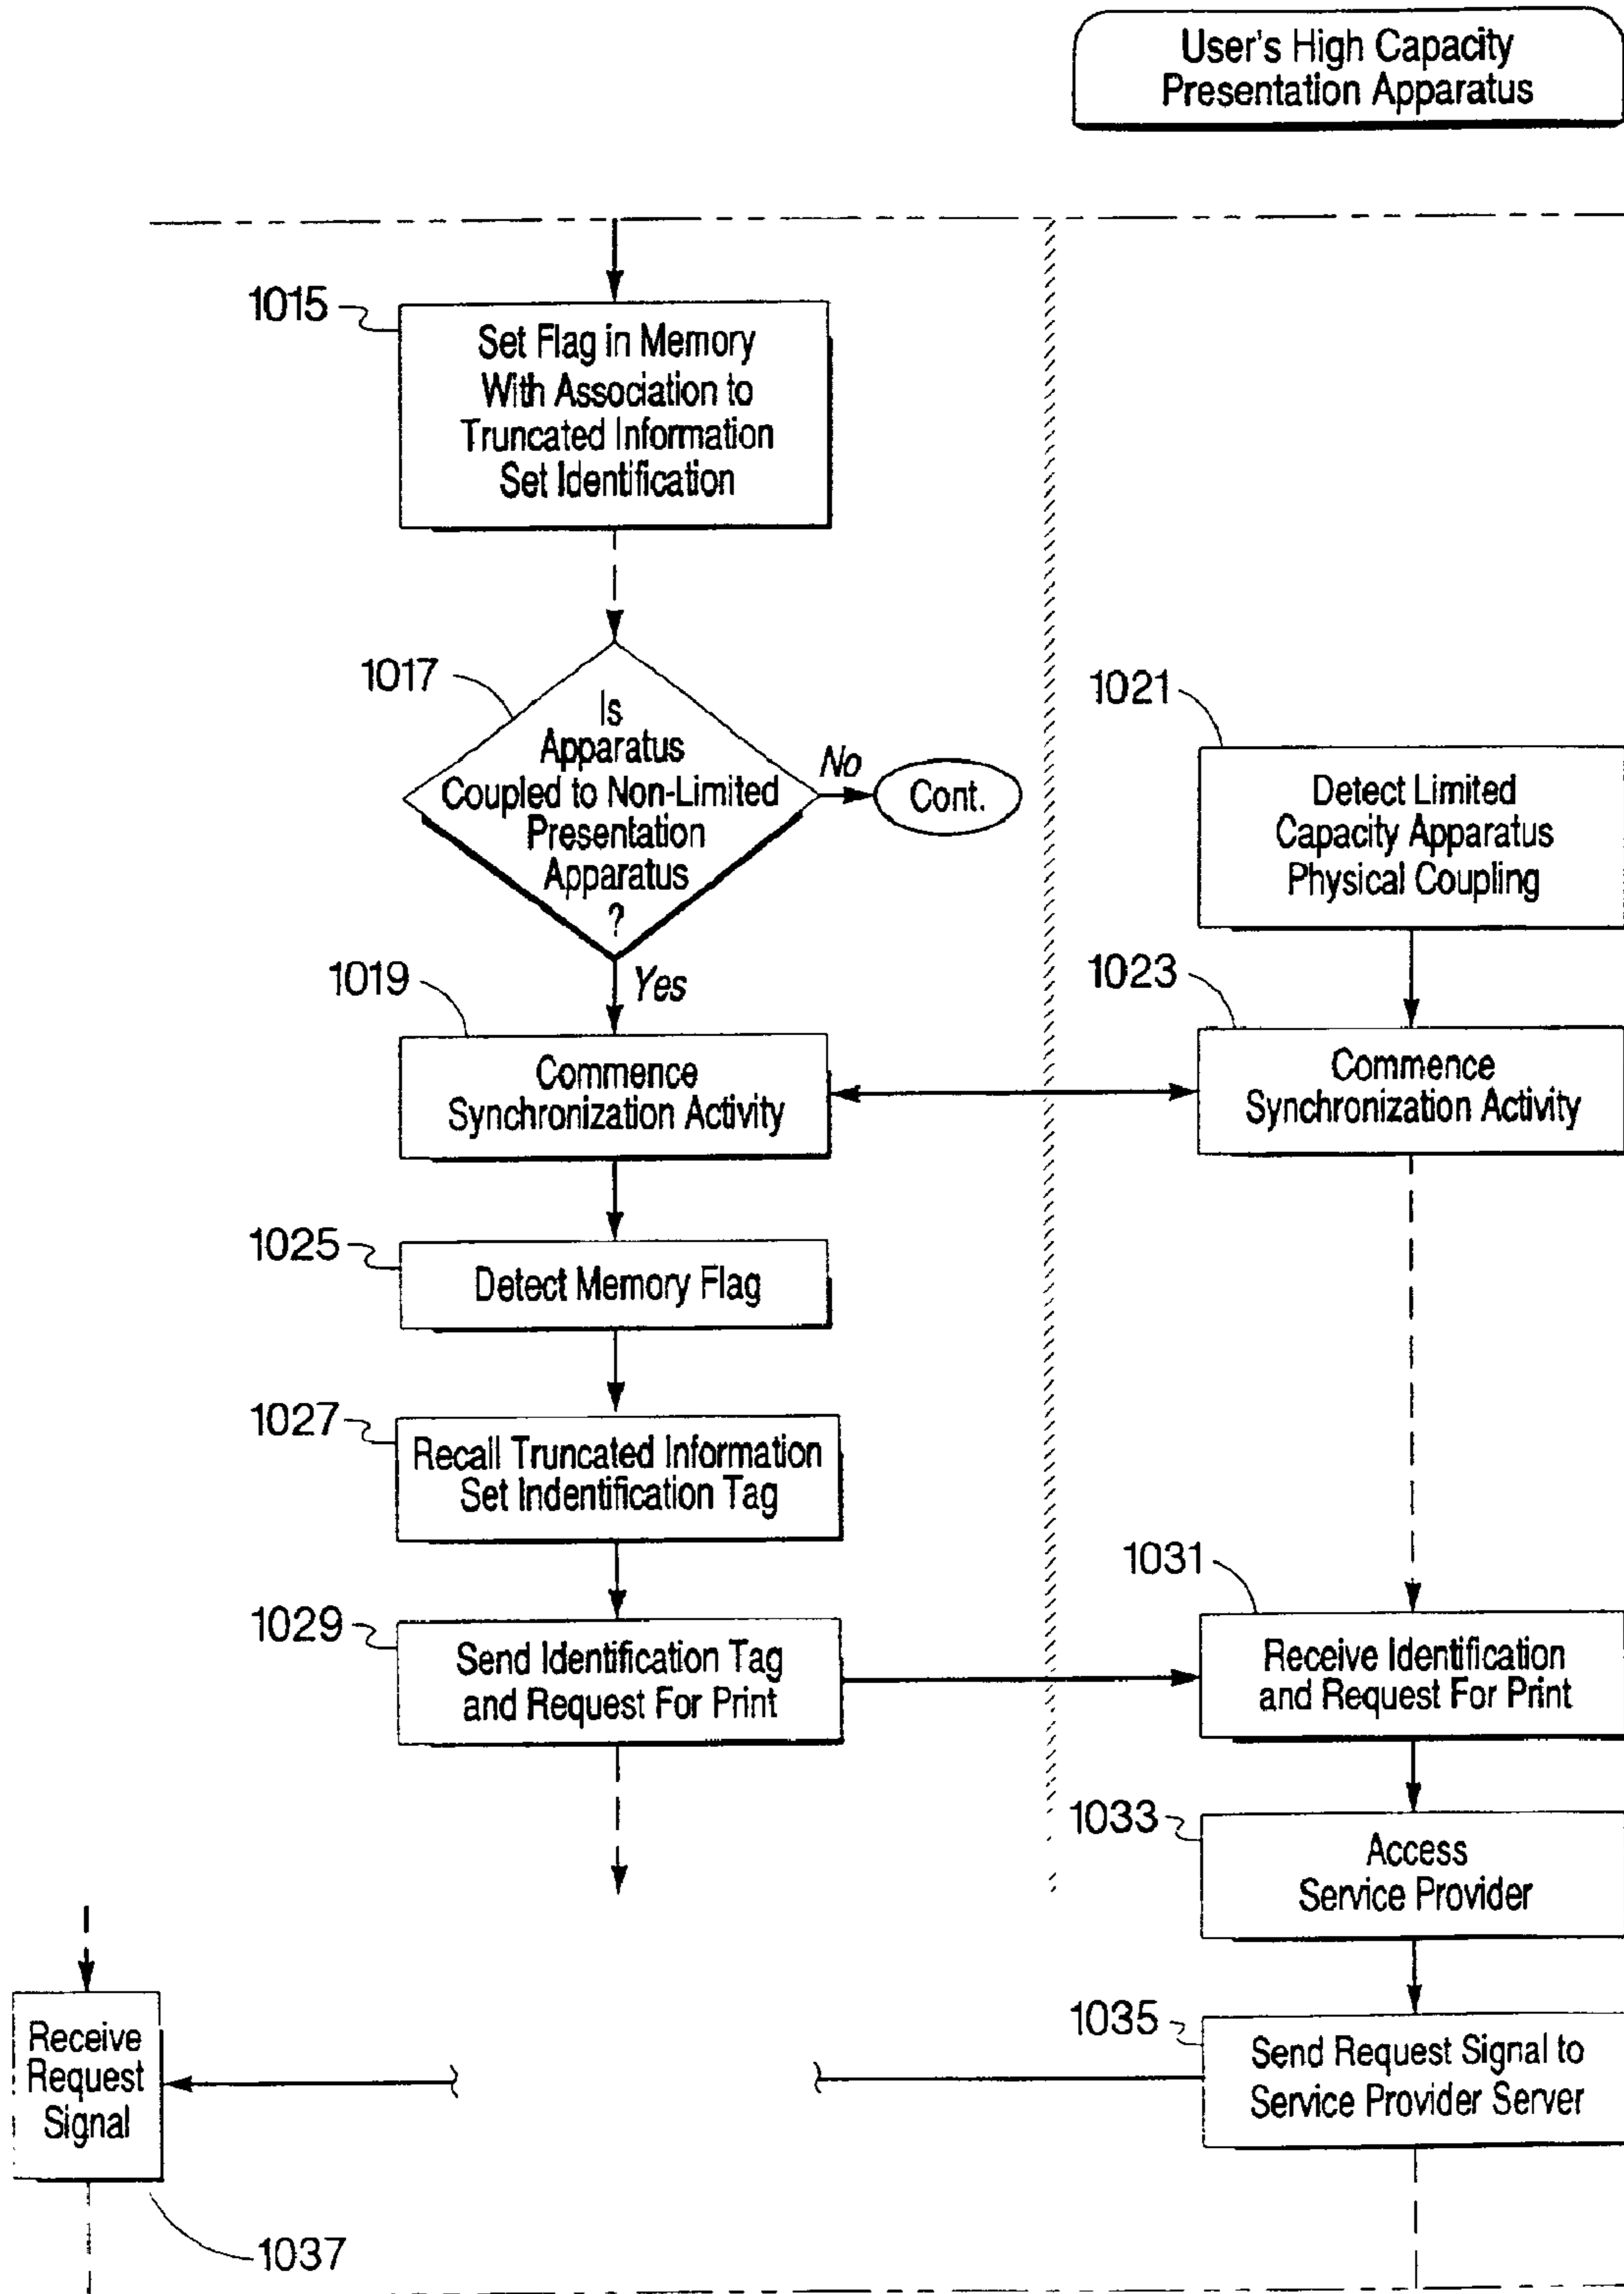 User's High Capacity
Presentation Apparatus
1015
Set Flag in Memory
With Association to
Truncated Information
Set Identification
1017
Is
Apparatus
Coupled to Non-Limited
Presentation
Apparatus
?
No
Cont.
Yes
1021
Detect Limited
Capacity Apparatus
Physical Coupling
1019
Commence
Synchronization Activity
1023
Commence
Synchronization Activity
1025
Detect Memory Flag
1027
Recall Truncated Information
Set Indentification Tag
1029
Send Identification Tag
and Request For Print
1031
Receive Identification
and Request For Print
1033
Access
Service Provider
1035
Send Request Signal to
Service Provider Server
Receive
Request
Signal
1037